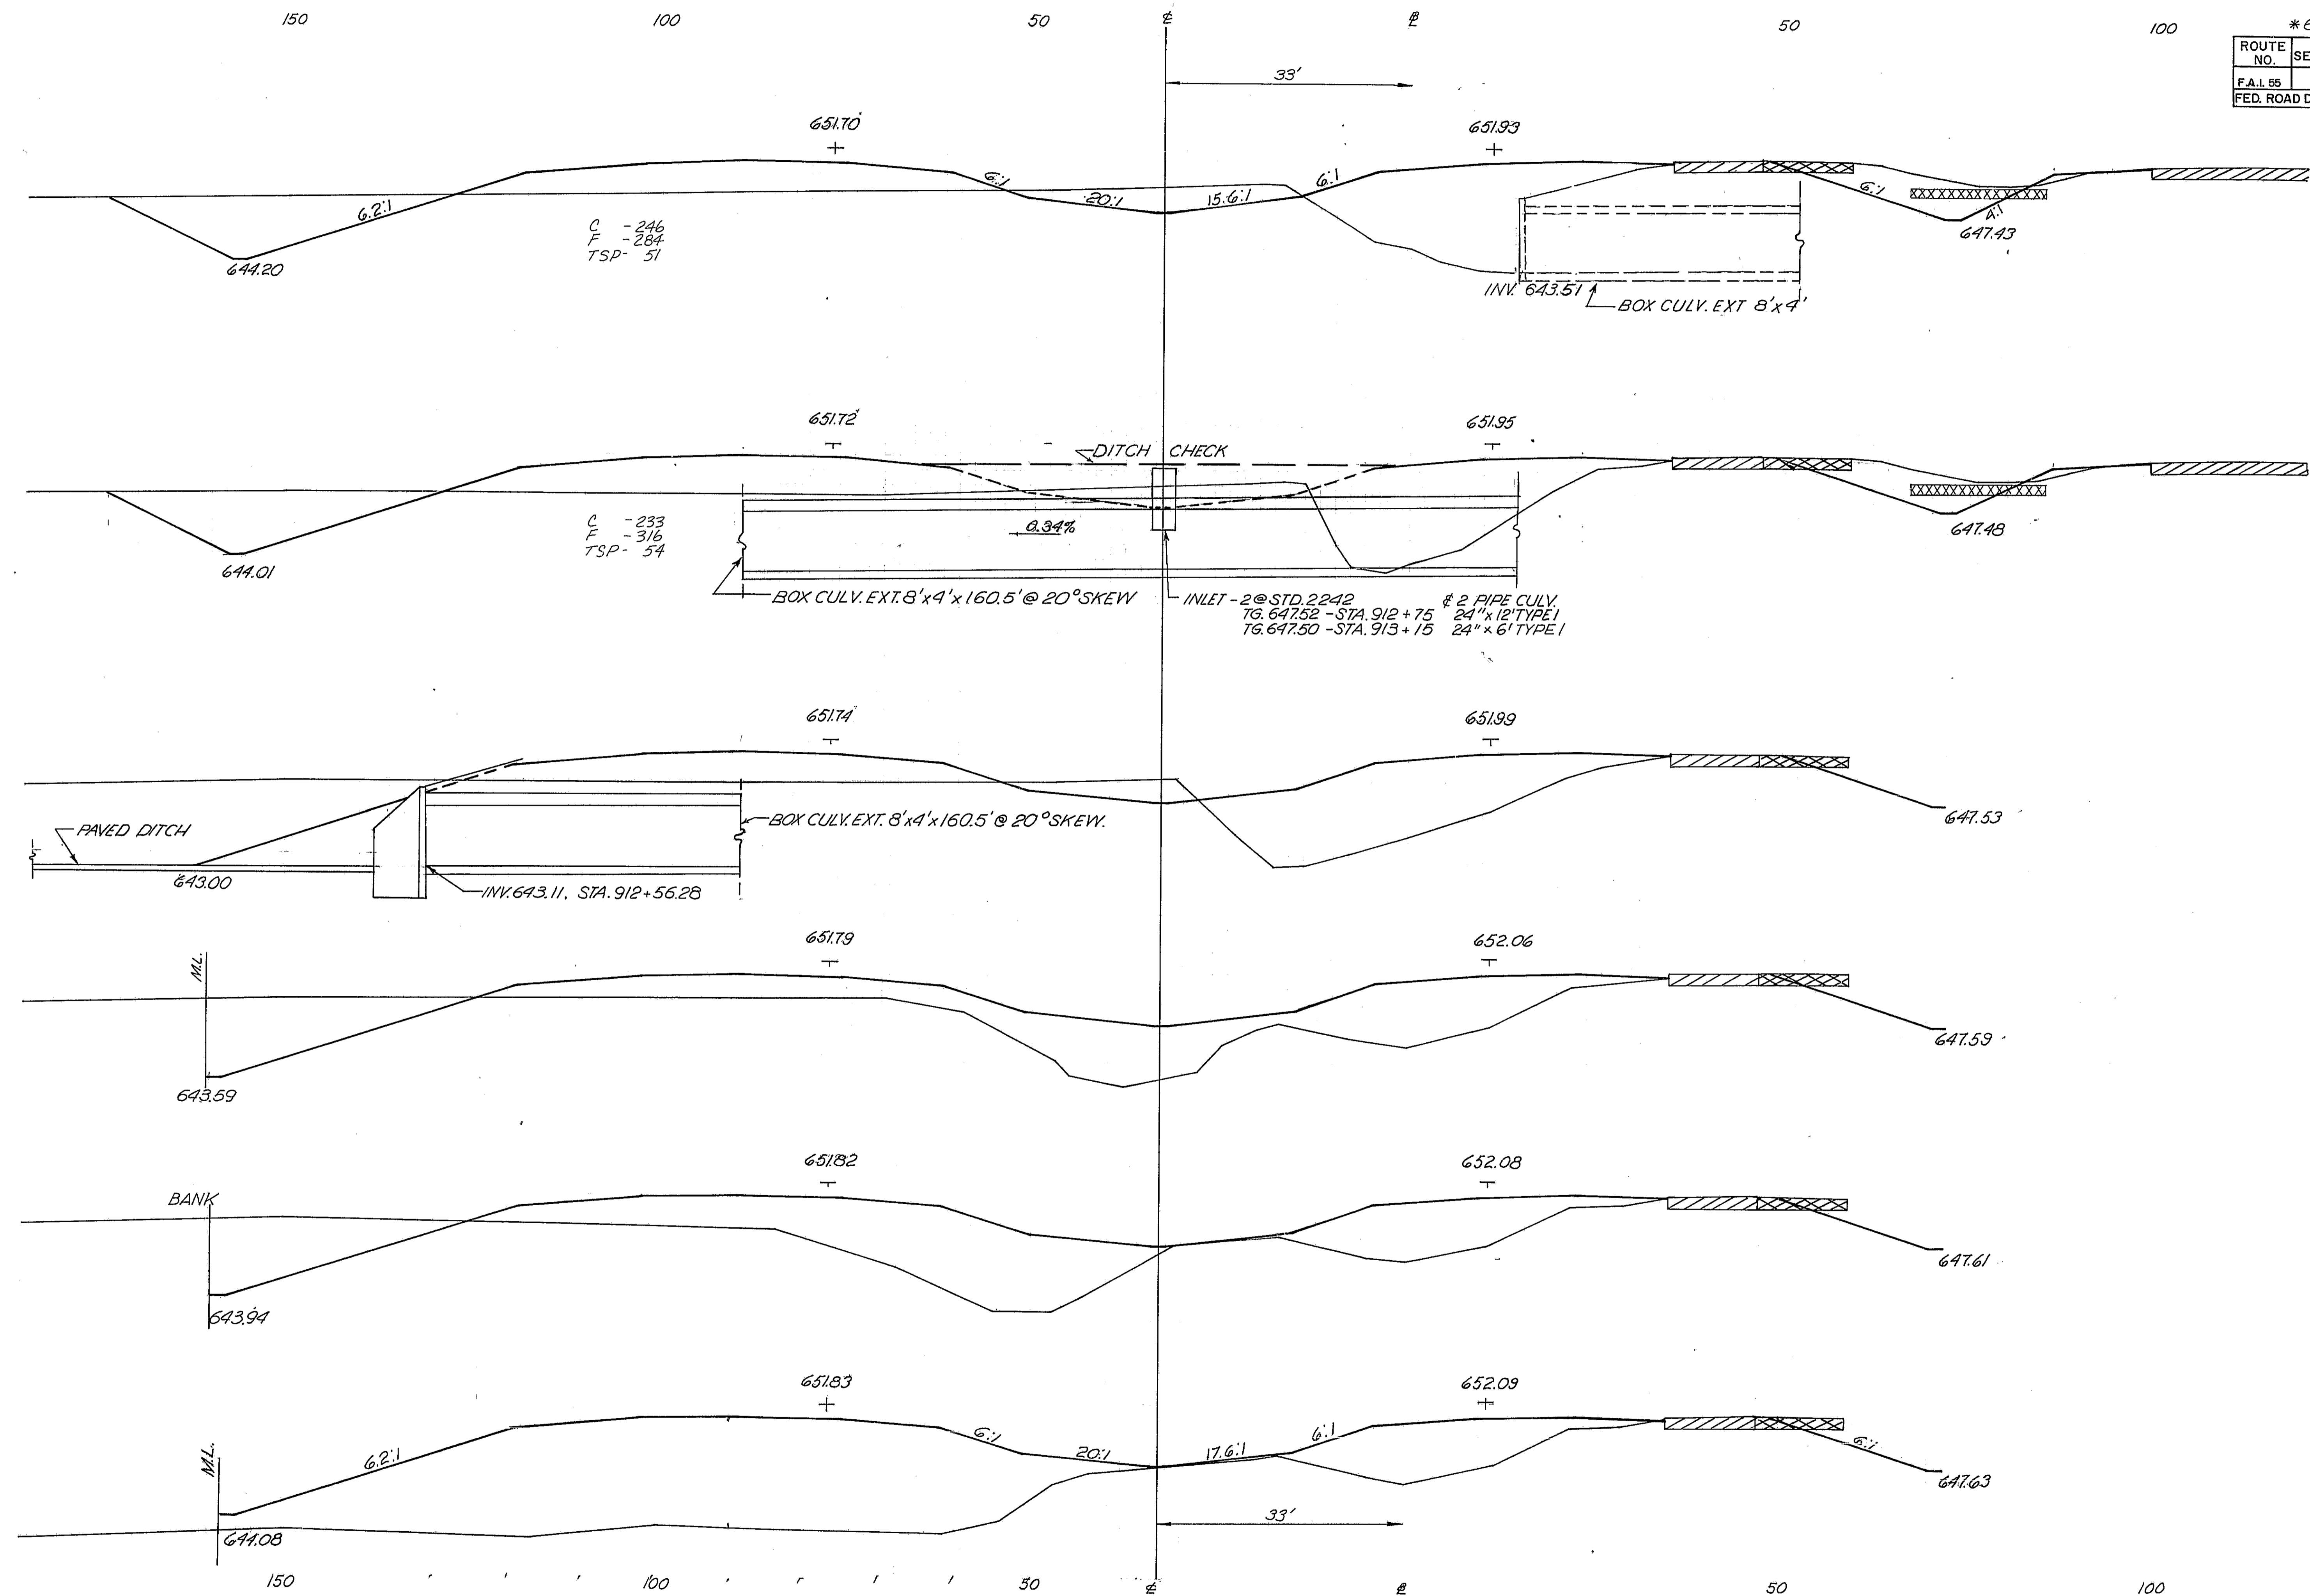 150 100 50 ℄ ℄ 50 100
ROUTE NO.
F.A.I. 55
FED. ROAD D
33'
651.70
651.93
6.2:1
6:1
20:1
15.6:1
6:1
6:1
4:1
644.20
C -246
F -284
TSP- 51
647.43
INV. 643.51
BOX CULV. EXT 8'x4'
651.72
651.95
DITCH CHECK
C -233
F -316
TSP- 54
0.34%
644.01
647.48
BOX CULV. EXT. 8'x4'x160.5' @ 20° SKEW
INLET - 2 @ STD. 2242 ¢ 2 PIPE CULV.
TG. 647.52 - STA. 912 + 75 24" x 12' TYPE 1
TG. 647.50 - STA. 913 + 15 24" x 6' TYPE 1
651.74
651.99
PAVED DITCH
643.00
BOX CULV. EXT. 8'x4'x160.5' @ 20° SKEW.
INV. 643.11, STA. 912+56.28
647.53
M.L.
651.79
652.06
643.59
647.59
BANK
651.82
652.08
643.94
647.61
651.83
652.09
M.L.
6.2:1
6:1
20:1
17.6:1
6:1
6:1
644.08
33'
647.63
150 100 50 ℄ ℄ 50 100